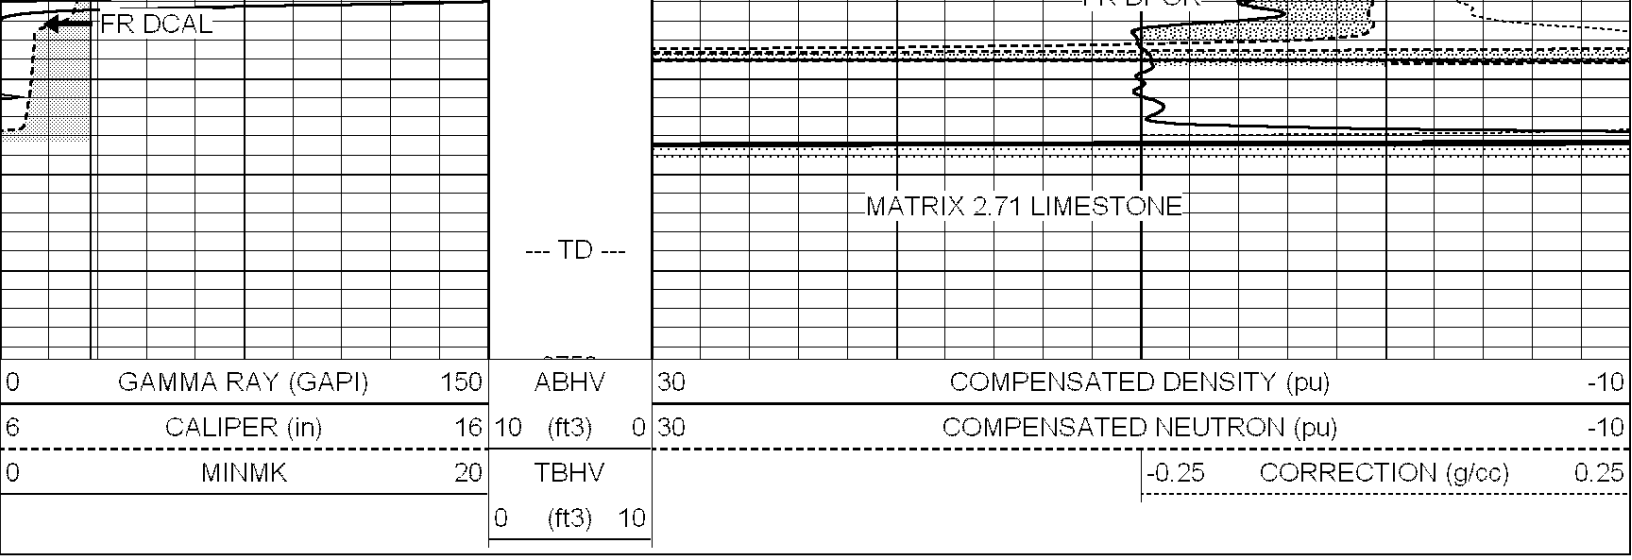 FR DPOR
FR DCAL
MATRIX 2.71 LIMESTONE
--- TD ---
0 GAMMA RAY (GAPI) 150
ABHV
30 COMPENSATED DENSITY (pu) -10
6 CALIPER (in) 16
10 (ft3) 0
30 COMPENSATED NEUTRON (pu) -10
0 MINMK 20
TBHV
-0.25 CORRECTION (g/cc) 0.25
0 (ft3) 10